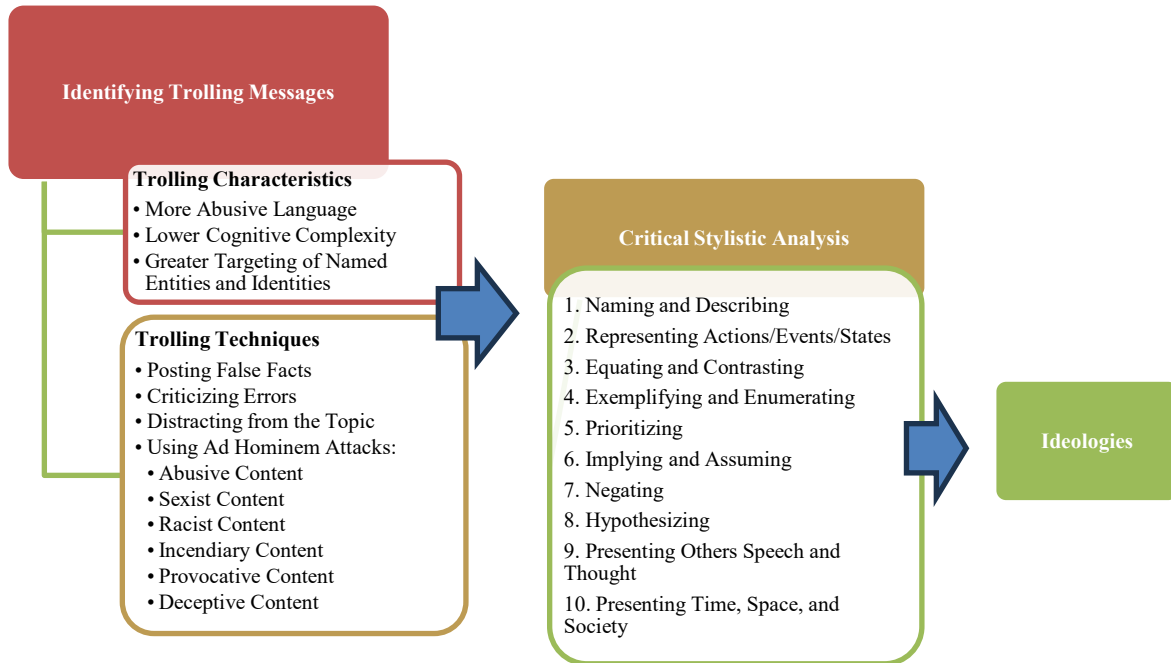 Identifying Trolling Messages
Trolling Characteristics
• More Abusive Language
• Lower Cognitive Complexity
• Greater Targeting of Named
Entities and Identities
Trolling Techniques
• Posting False Facts
• Criticizing Errors
• Distracting from the Topic
• Using Ad Hominem Attacks:
• Abusive Content
• Sexist Content
• Racist Content
• Incendiary Content
• Provocative Content
• Deceptive Content
Critical Stylistic Analysis
1. Naming and Describing
2. Representing Actions/Events/States
3. Equating and Contrasting
4. Exemplifying and Enumerating
5. Prioritizing
6. Implying and Assuming
7. Negating
8. Hypothesizing
9. Presenting Others Speech and
Thought
10. Presenting Time, Space, and
Society
Ideologies